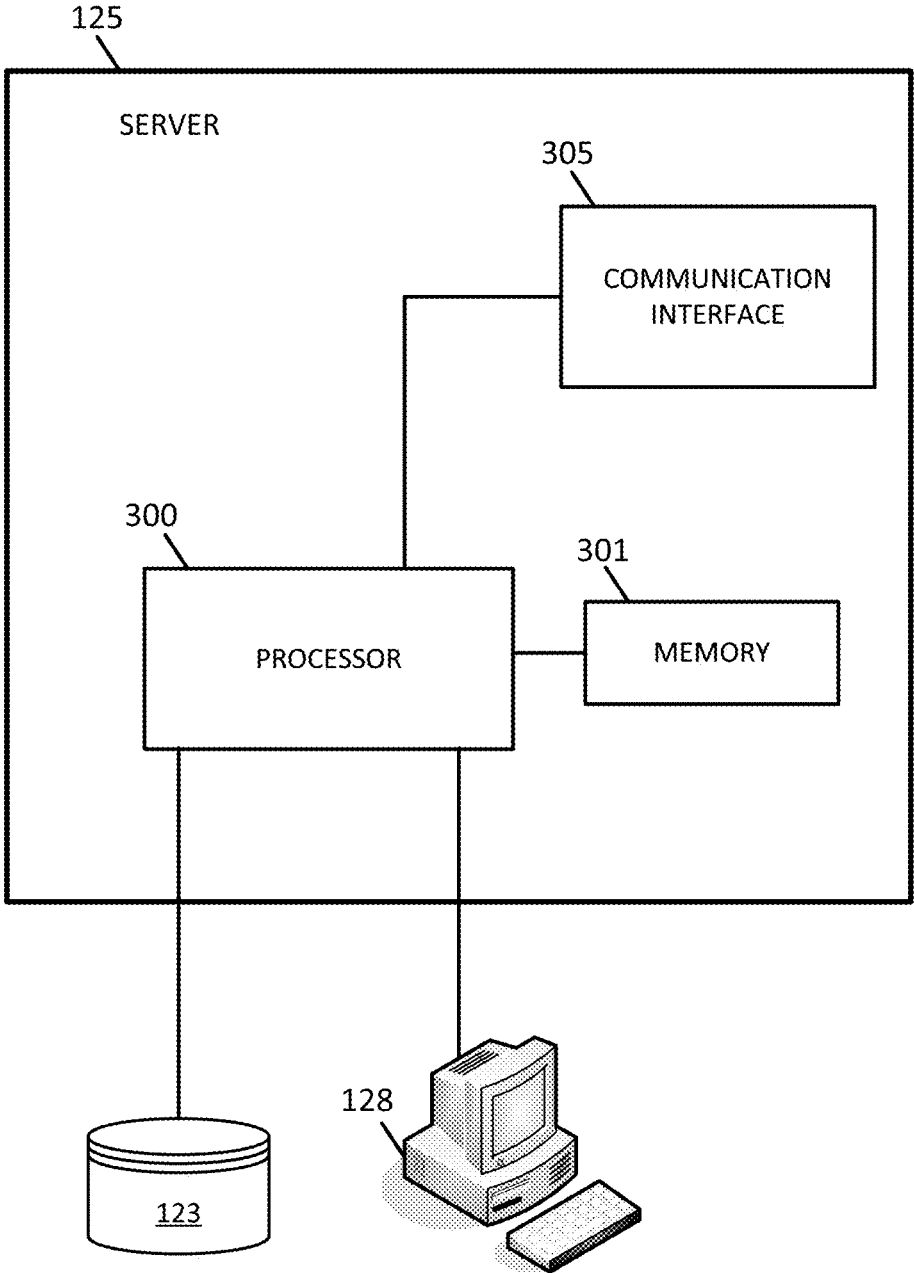 125
SERVER
305
COMMUNICATION
INTERFACE
300
301
PROCESSOR
MEMORY
128
123